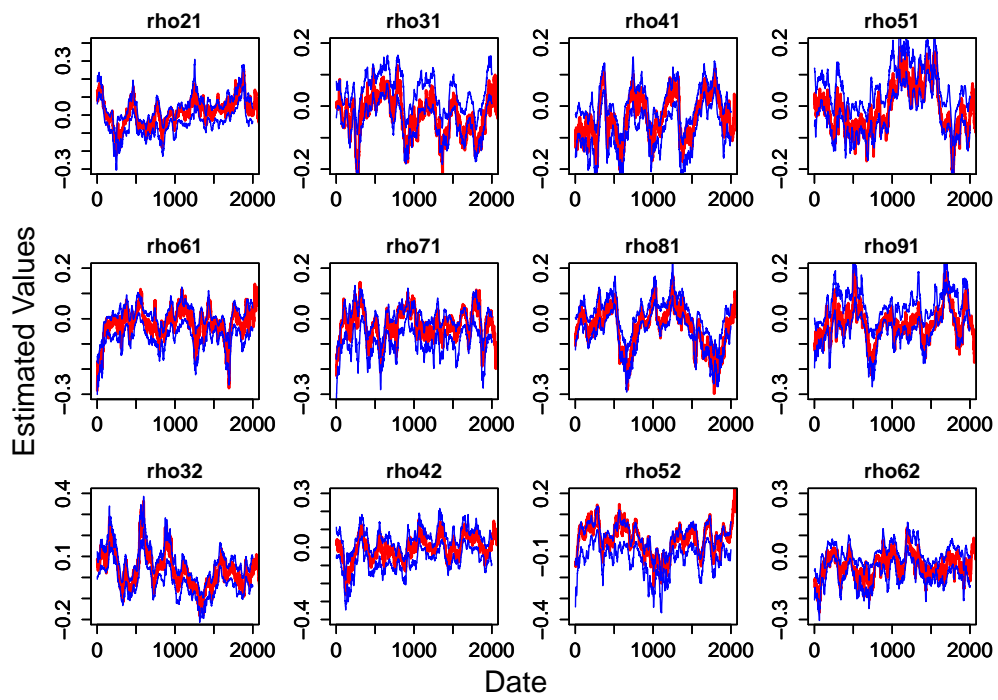 rho21 rho31 rho41 rho51
0.3 0.2 0.2 0.2
0.0 0.0 0.0 0.0
−0.3 −0.2 −0.2 −0.2
0 1000 2000 0 1000 2000 0 1000 2000 0 1000 2000
Estimated Values
rho61 rho71 rho81 rho91
0.2 0.2 0.2 0.2
0.0 0.0 0.0 0.0
−0.3 −0.3 −0.3 −0.3
0 1000 2000 0 1000 2000 0 1000 2000 0 1000 2000
rho32 rho42 rho52 rho62
0.4 0.3 0.2 0.3
0.1 0.0 −0.1 0.0
−0.2 −0.4 −0.4 −0.3
0 1000 2000 0 1000 2000 0 1000 2000 0 1000 2000
Date